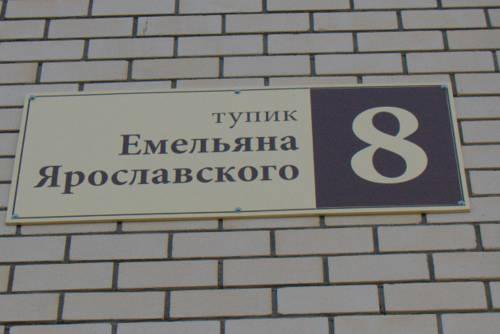 тупик
Емельяна
Ярославского
8